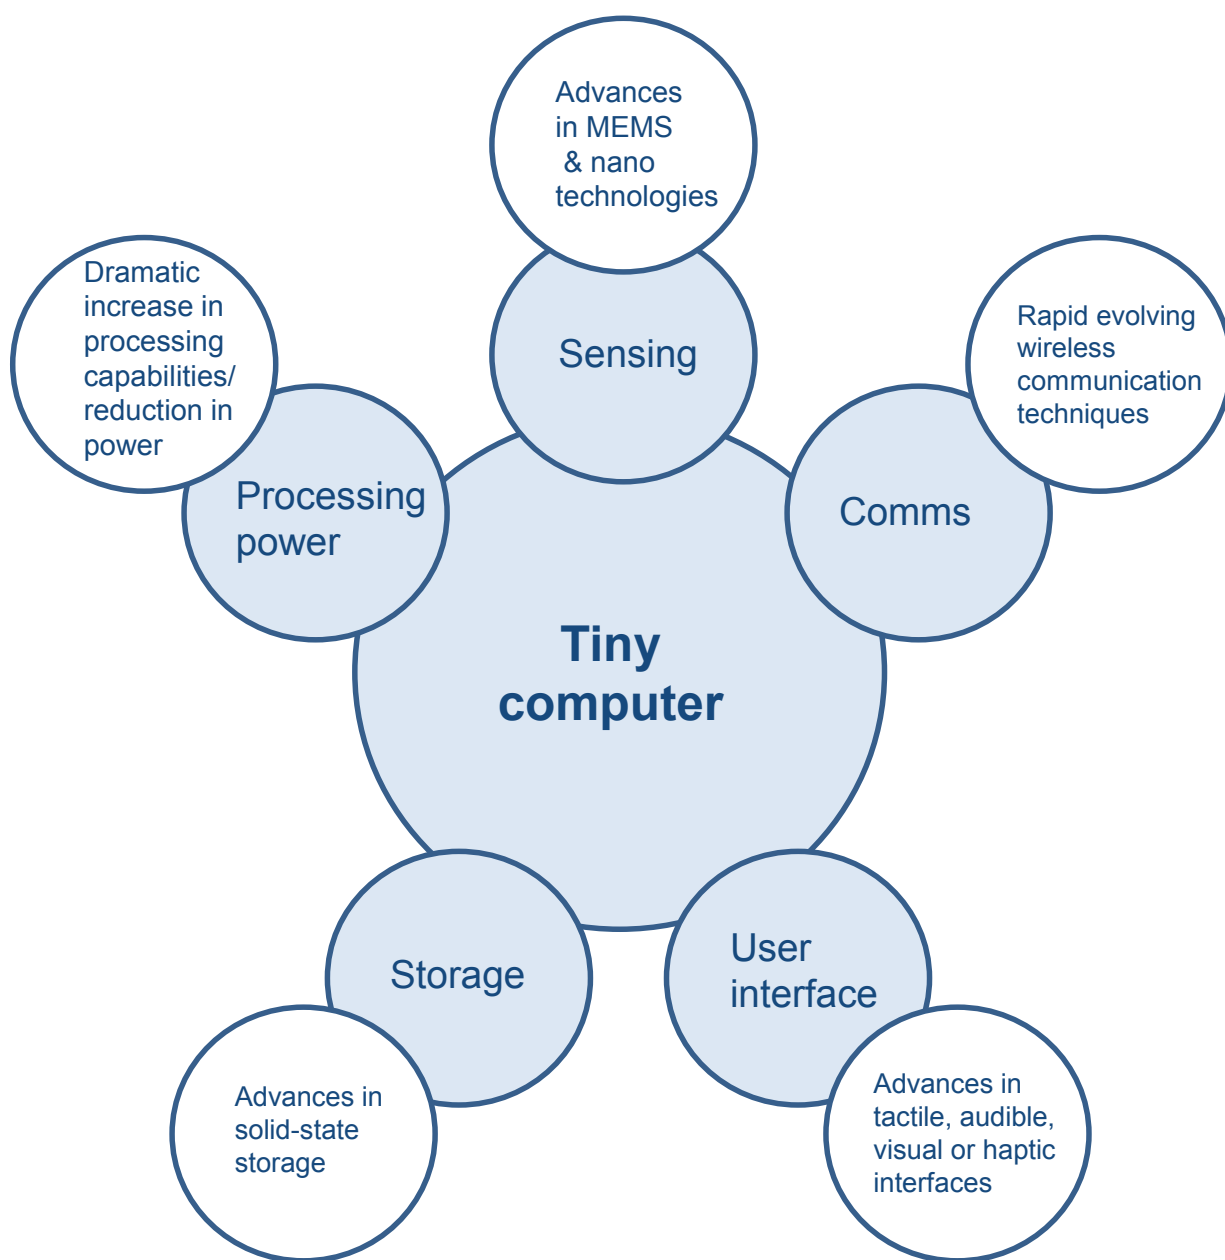 Advances
in MEMS
& nano
technologies
Sensing
Dramatic
increase in
processing
capabilities/
reduction in
power
Processing
power
Rapid evolving
wireless
communication
techniques
Comms
Tiny
computer
Storage
Advances in
solid-state
storage
User
interface
Advances in
tactile, audible,
visual or haptic
interfaces